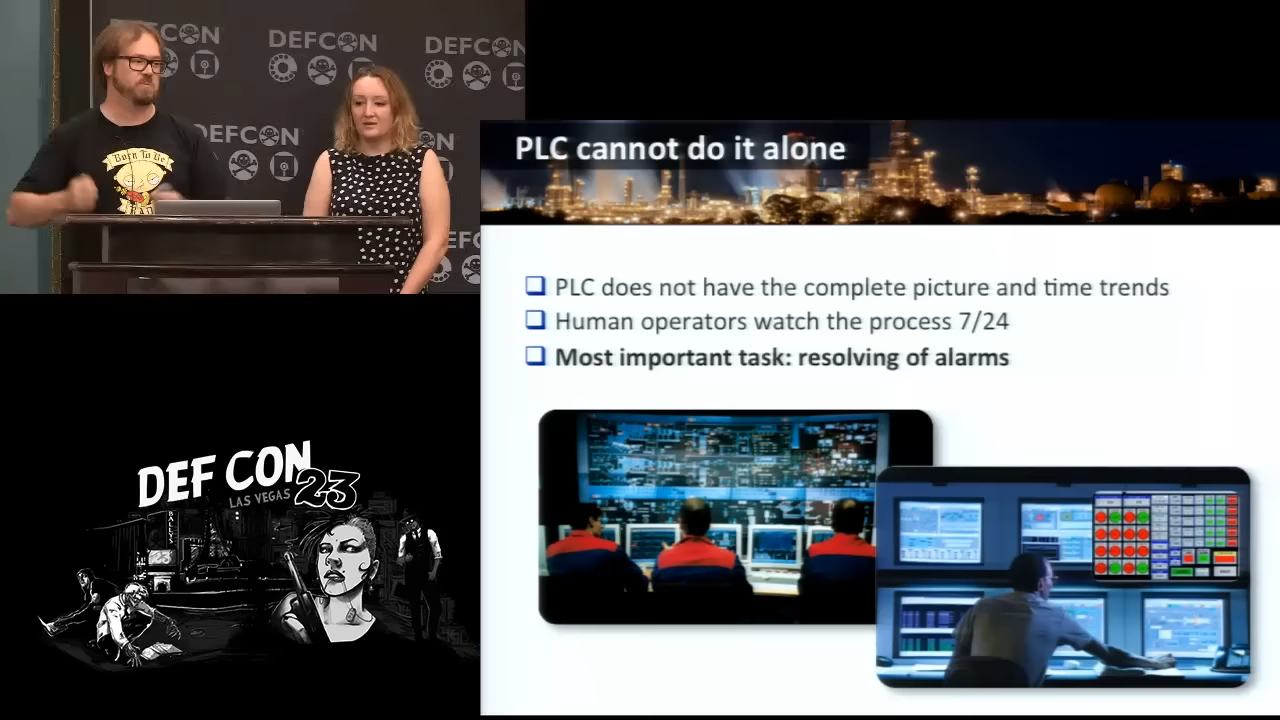 DEFCON
DEFCON
DEFCON
DEFCON
Born To Be
BAD
PLC cannot do it alone
PLC does not have the complete picture and time trends
Human operators watch the process 7/24
Most important task: resolving of alarms
DEF CON 23
LAS VEGAS
BALLYS